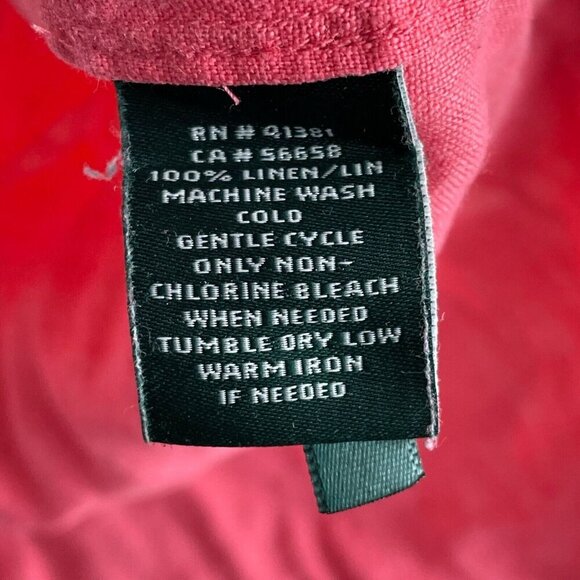 RN # 91381
CA # 56658
100% LINEN/LIN
MACHINE WASH
COLD
GENTLE CYCLE
ONLY NON-
CHLORINE BLEACH
WHEN NEEDED
TUMBLE DRY LOW
WARM IRON
IF NEEDED